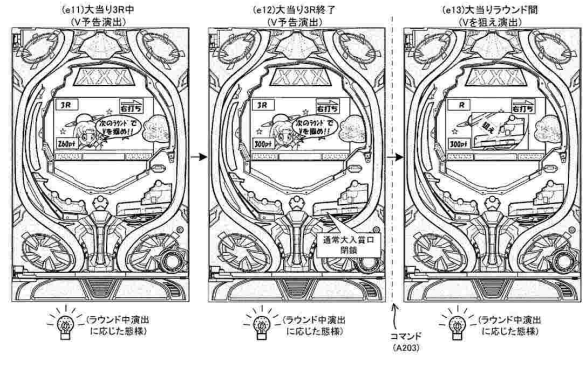 (e11)大当り3R中
(V予告演出)
3R
右打ち
次のラウンドで
Vを掴め!!
260pt
(ラウンド中演出
に応じた態様)
(e12)大当り3R終了
(V予告演出)
3R
右打ち
次のラウンドで
Vを掴め!!
300pt
通常大入賞口
閉鎖
(ラウンド中演出
に応じた態様)
コマンド
(A203)
(e13)大当りラウンド間
(Vを狙え演出)
R
右打ち
狙え
300pt
(ラウンド中演出
に応じた態様)